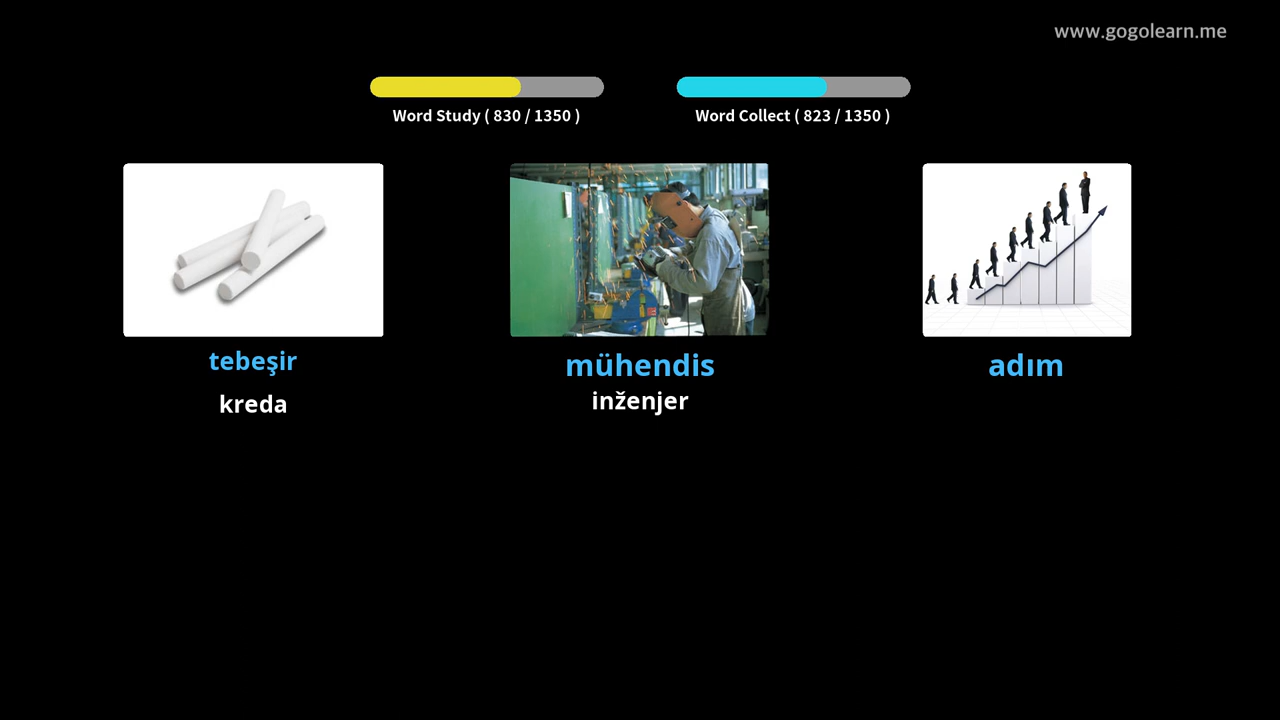 www.gogolearn.me
Word Study ( 830 / 1350 )
Word Collect ( 823 / 1350 )
tebeşir
kreda
mühendis
inženjer
adım